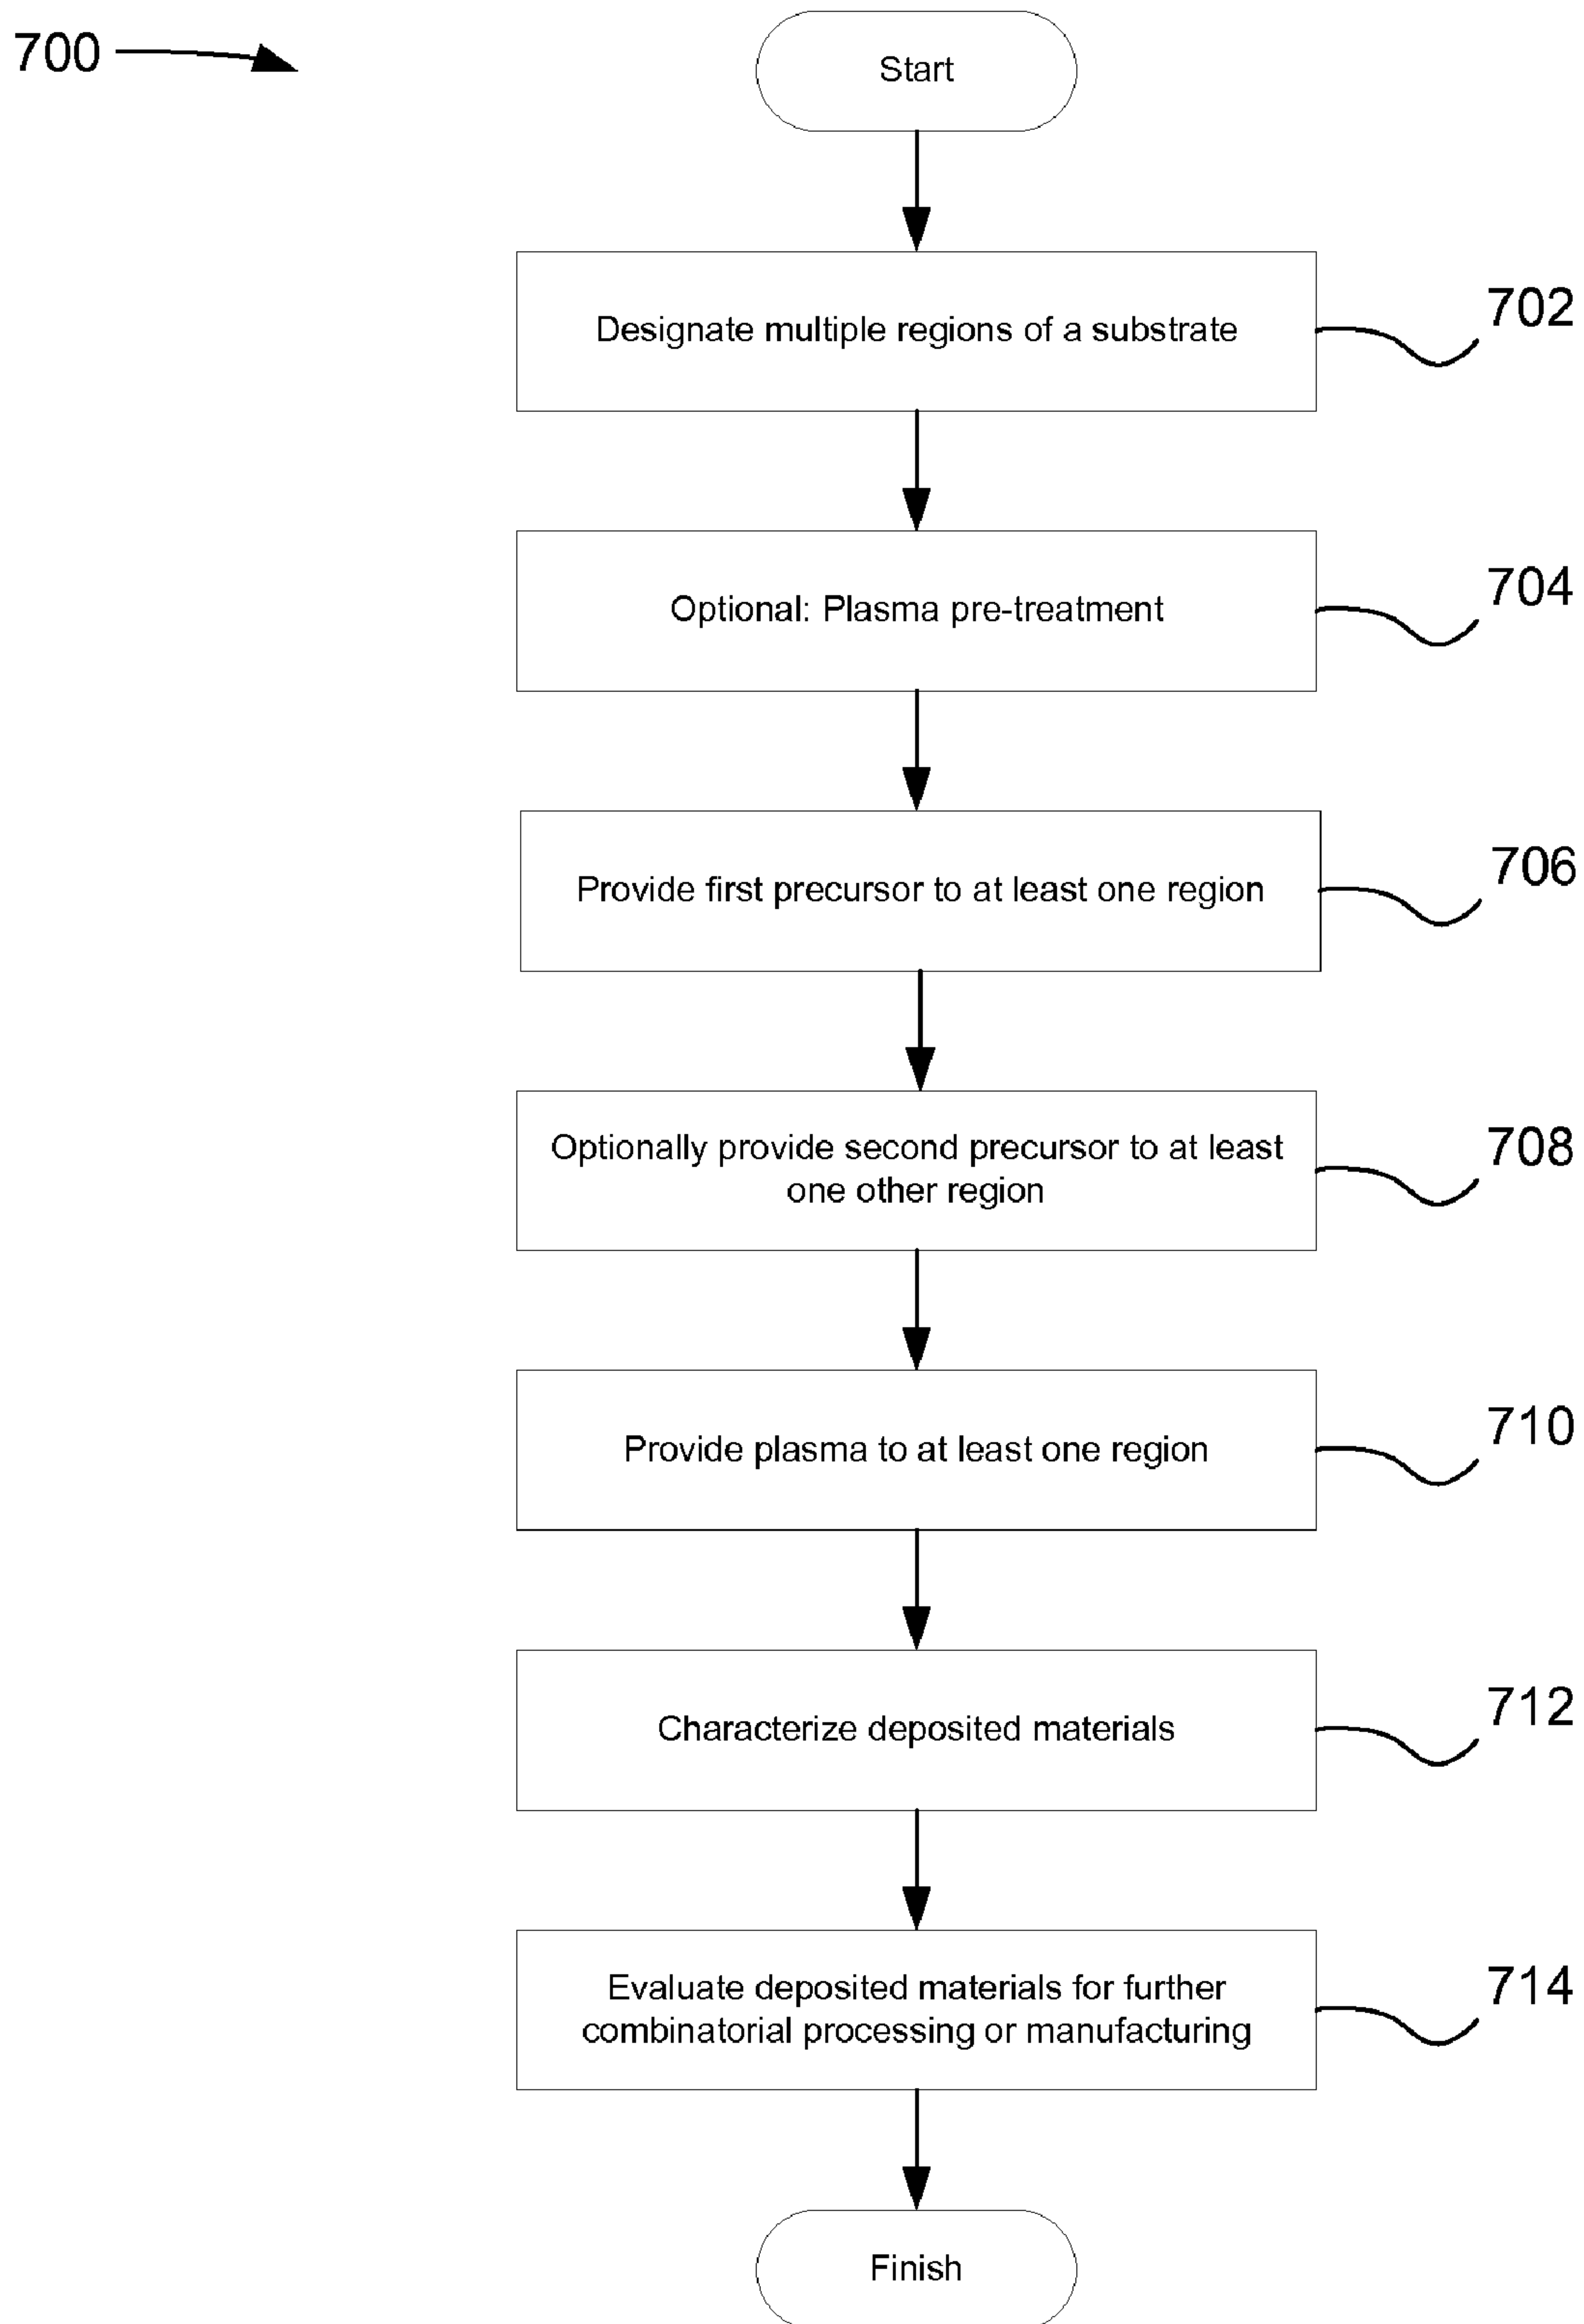 700
Start
Designate multiple regions of a substrate
702
Optional: Plasma pre-treatment
704
Provide first precursor to at least one region
706
Optionally provide second precursor to at least
one other region
708
Provide plasma to at least one region
710
Characterize deposited materials
712
Evaluate deposited materials for further
combinatorial processing or manufacturing
714
Finish